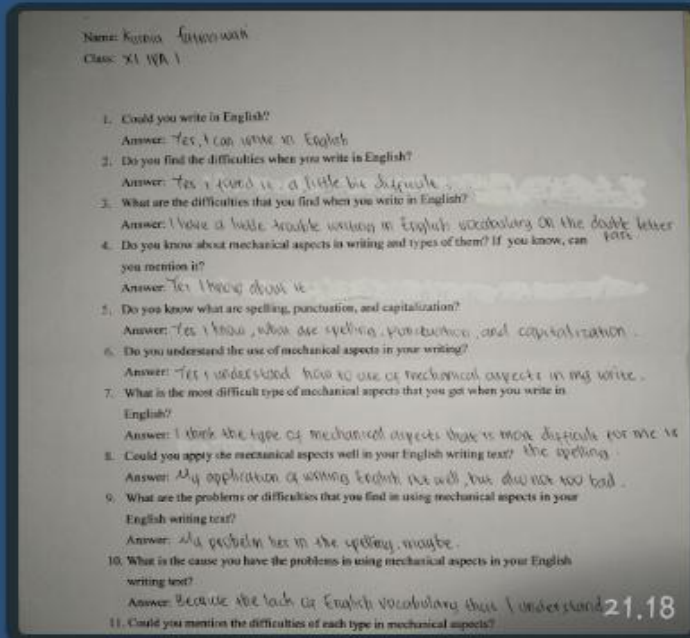 Name: Kurnia
Class: XI IPA 1
1. Could you write in English?
Answer: Yes, I can write in English
2. Do you find the difficulties when you write in English?
Answer: Yes i found it, a little bit difficule.
3. What are the difficulties that you find when you write in English?
Answer: I have a little trouble writing in English vocabulary on the double letter
part
4. Do you know about mechanical aspects in writing and types of them? If you know, can
you mention it?
Answer: Yes I know about it
5. Do you know what are spelling, punctuation, and capitalization?
Answer: Yes i know, what are spelling, punctuation, and capitalization.
6. Do you understand the use of mechanical aspects in your writing?
Answer: Yes i understand how to use of mechanical aspects in my write.
7. What is the most difficult type of mechanical aspects that you get when you write in
English?
Answer: I think the type of mechanical aspects that is most difficult for me is
the spelling.
8. Could you apply the mechanical aspects well in your English writing text?
Answer: My application of writing English not well, but also not too bad.
9. What are the problems or difficulties that you find in using mechanical aspects in your
English writing text?
Answer: My in the spelling, maybe.
10. What is the cause you have the problems in using mechanical aspects in your English
writing text?
Answer: Because the lack of English vocabulary that I understand
21.18
11. Could you mention the difficulties of each type in mechanical aspects?